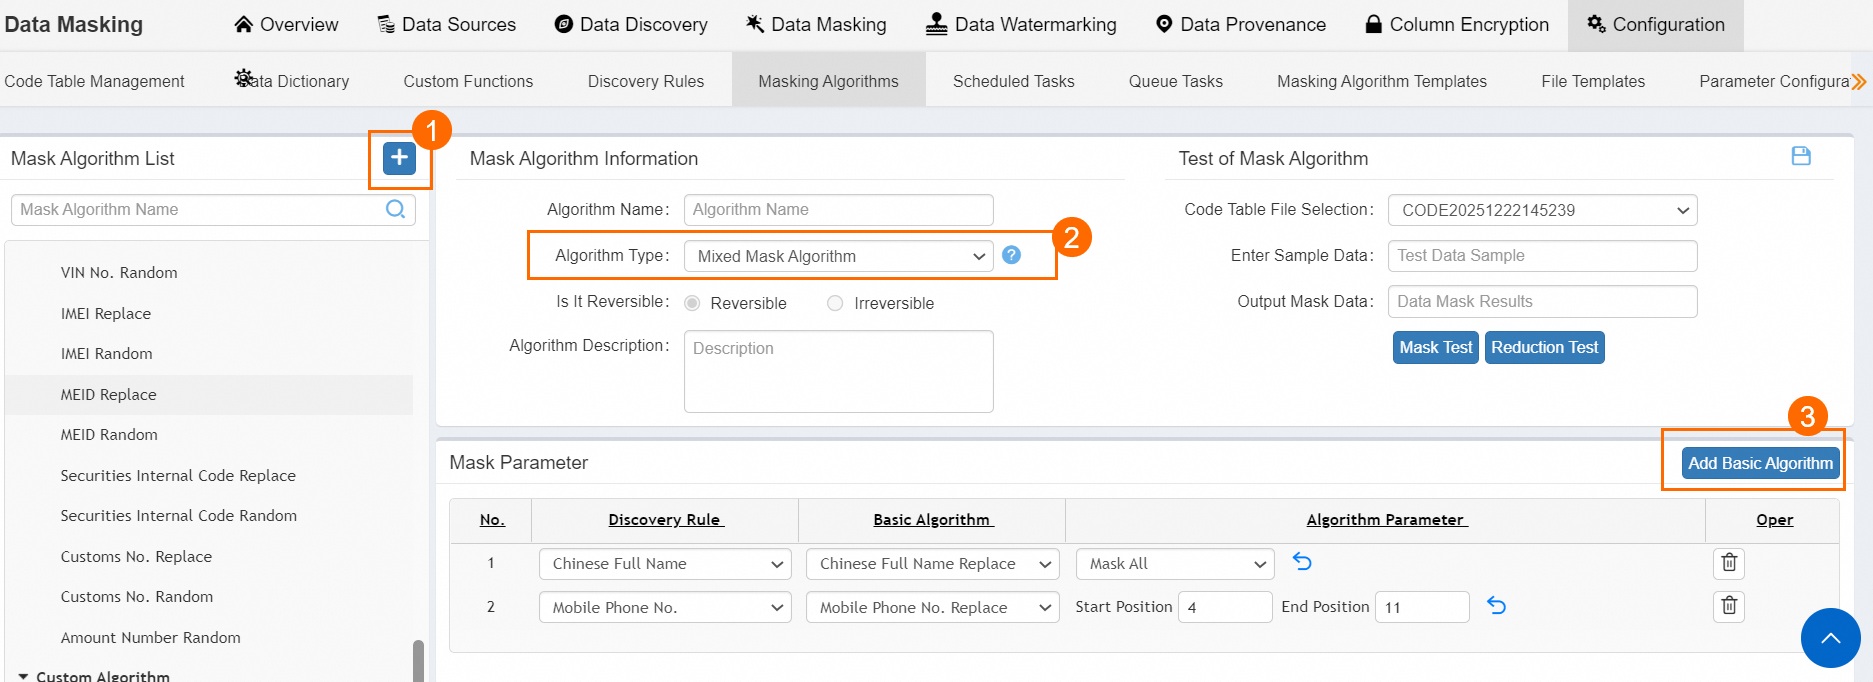 Data Masking Overview Data Sources Data Discovery Data Masking Data Watermarking Data Provenance Column Encryption Configuration
Code Table Management Data Dictionary Custom Functions Discovery Rules Masking Algorithms Scheduled Tasks Queue Tasks Masking Algorithm Templates File Templates Parameter Configura
1
Mask Algorithm List
Mask Algorithm Name
VIN No. Random
IMEI Replace
IMEI Random
MEID Replace
MEID Random
Securities Internal Code Replace
Securities Internal Code Random
Customs No. Replace
Customs No. Random
Amount Number Random
Custom Algorithm
Mask Algorithm Information
Algorithm Name: Algorithm Name
2
Algorithm Type: Mixed Mask Algorithm ?
Is It Reversible: Reversible Irreversible
Algorithm Description: Description
Test of Mask Algorithm
Code Table File Selection: CODE20251222145239
Enter Sample Data: Test Data Sample
Output Mask Data: Data Mask Results
Mask Test Reduction Test
3
Mask Parameter Add Basic Algorithm
No. Discovery Rule Basic Algorithm Algorithm Parameter Oper
1 Chinese Full Name Chinese Full Name Replace Mask All
2 Mobile Phone No. Mobile Phone No. Replace Start Position 4 End Position 11